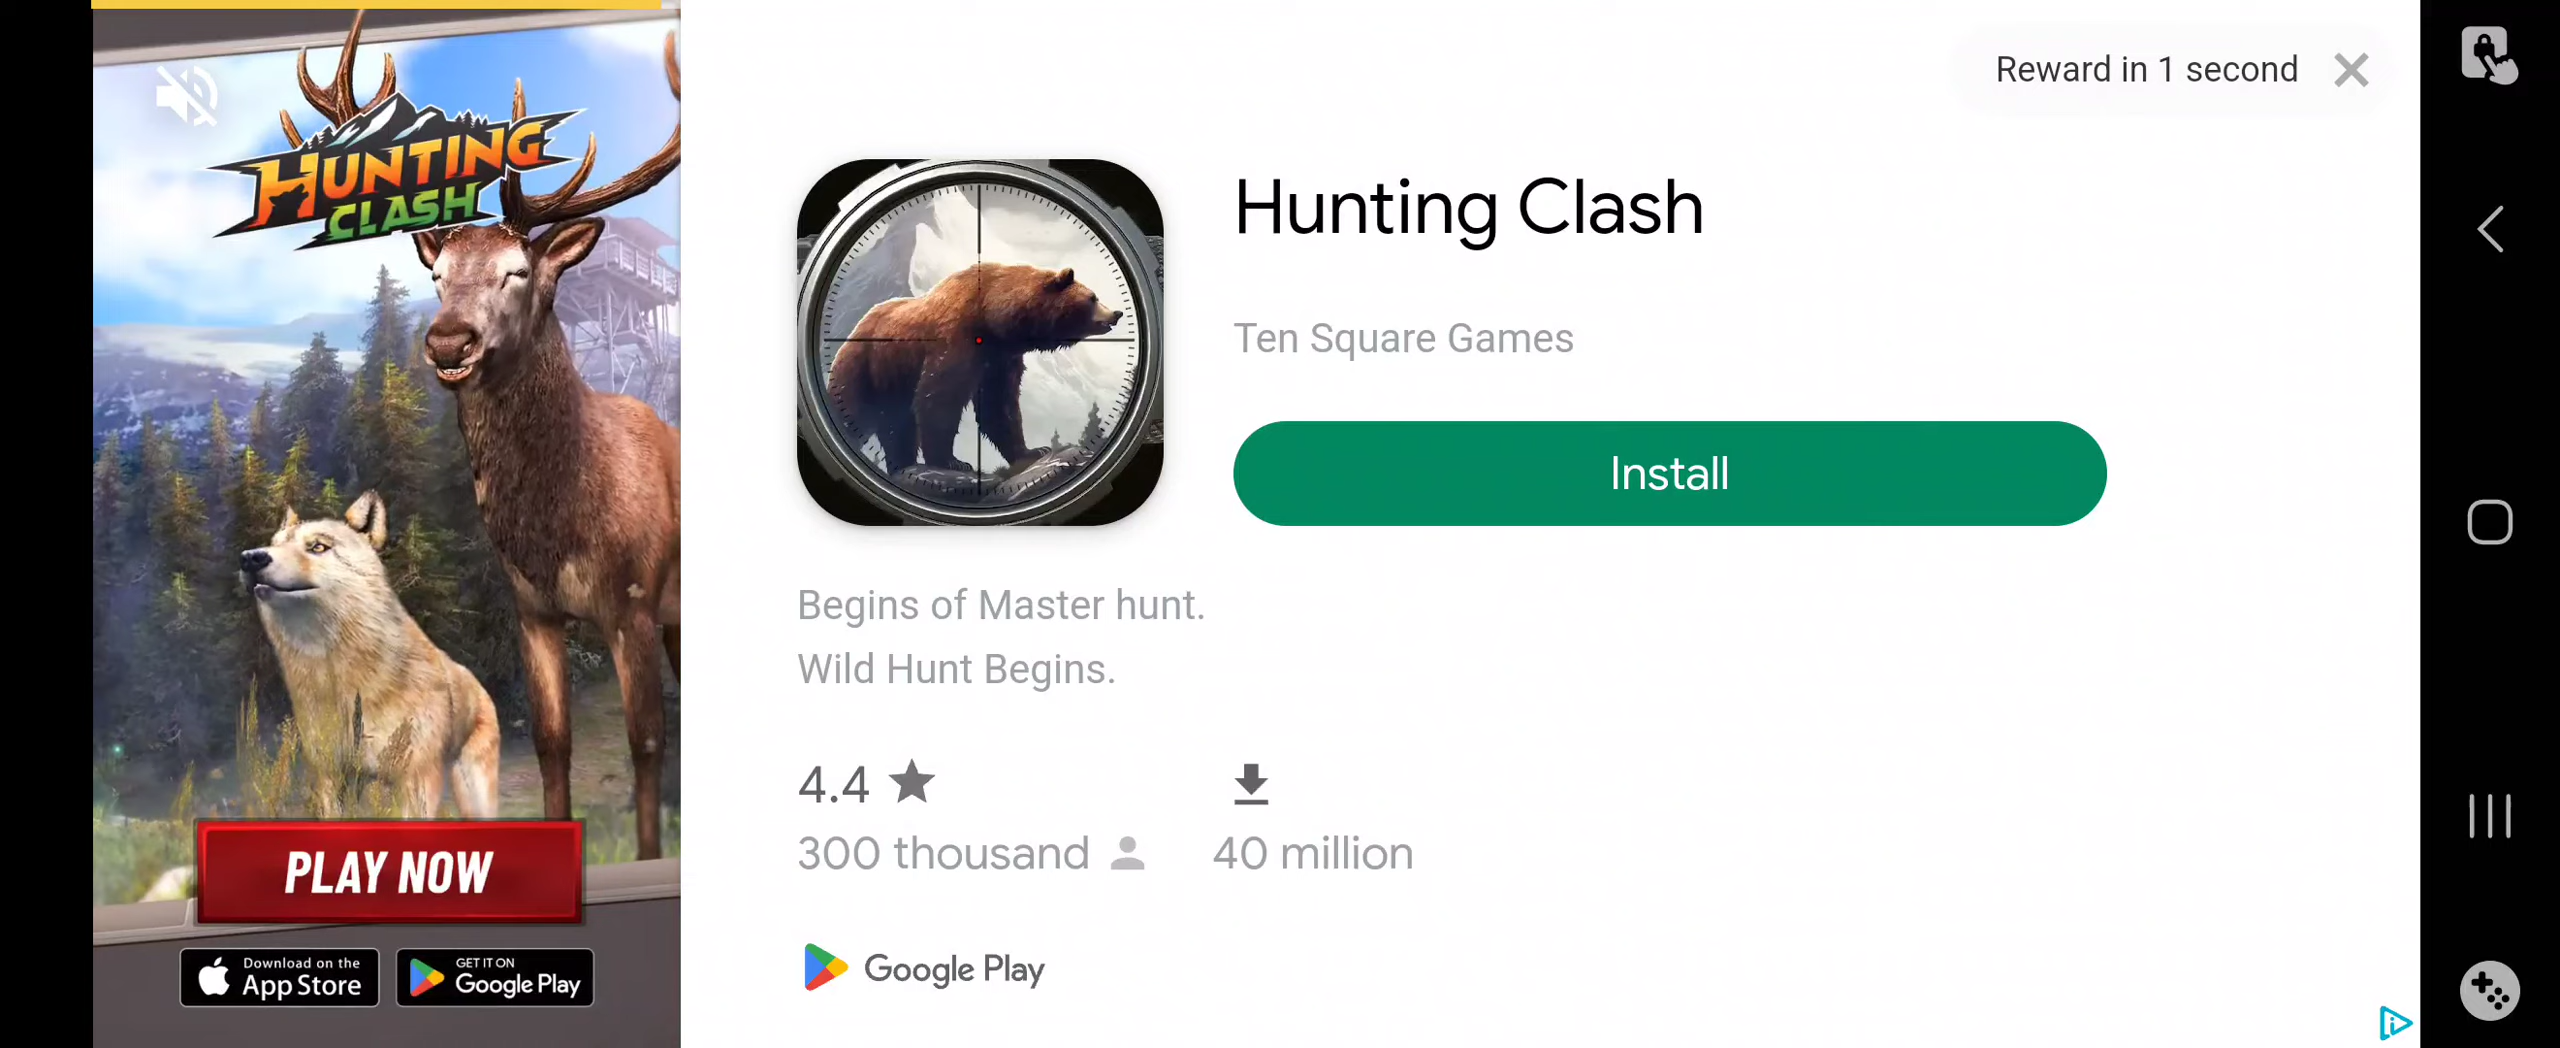 HUNTING
CLASH
PLAY NOW
Download on the
App Store
GET IT ON
Google Play
Reward in 1 second
Hunting Clash
Ten Square Games
Install
Begins of Master hunt.
Wild Hunt Begins.
4.4
300 thousand
40 million
Google Play